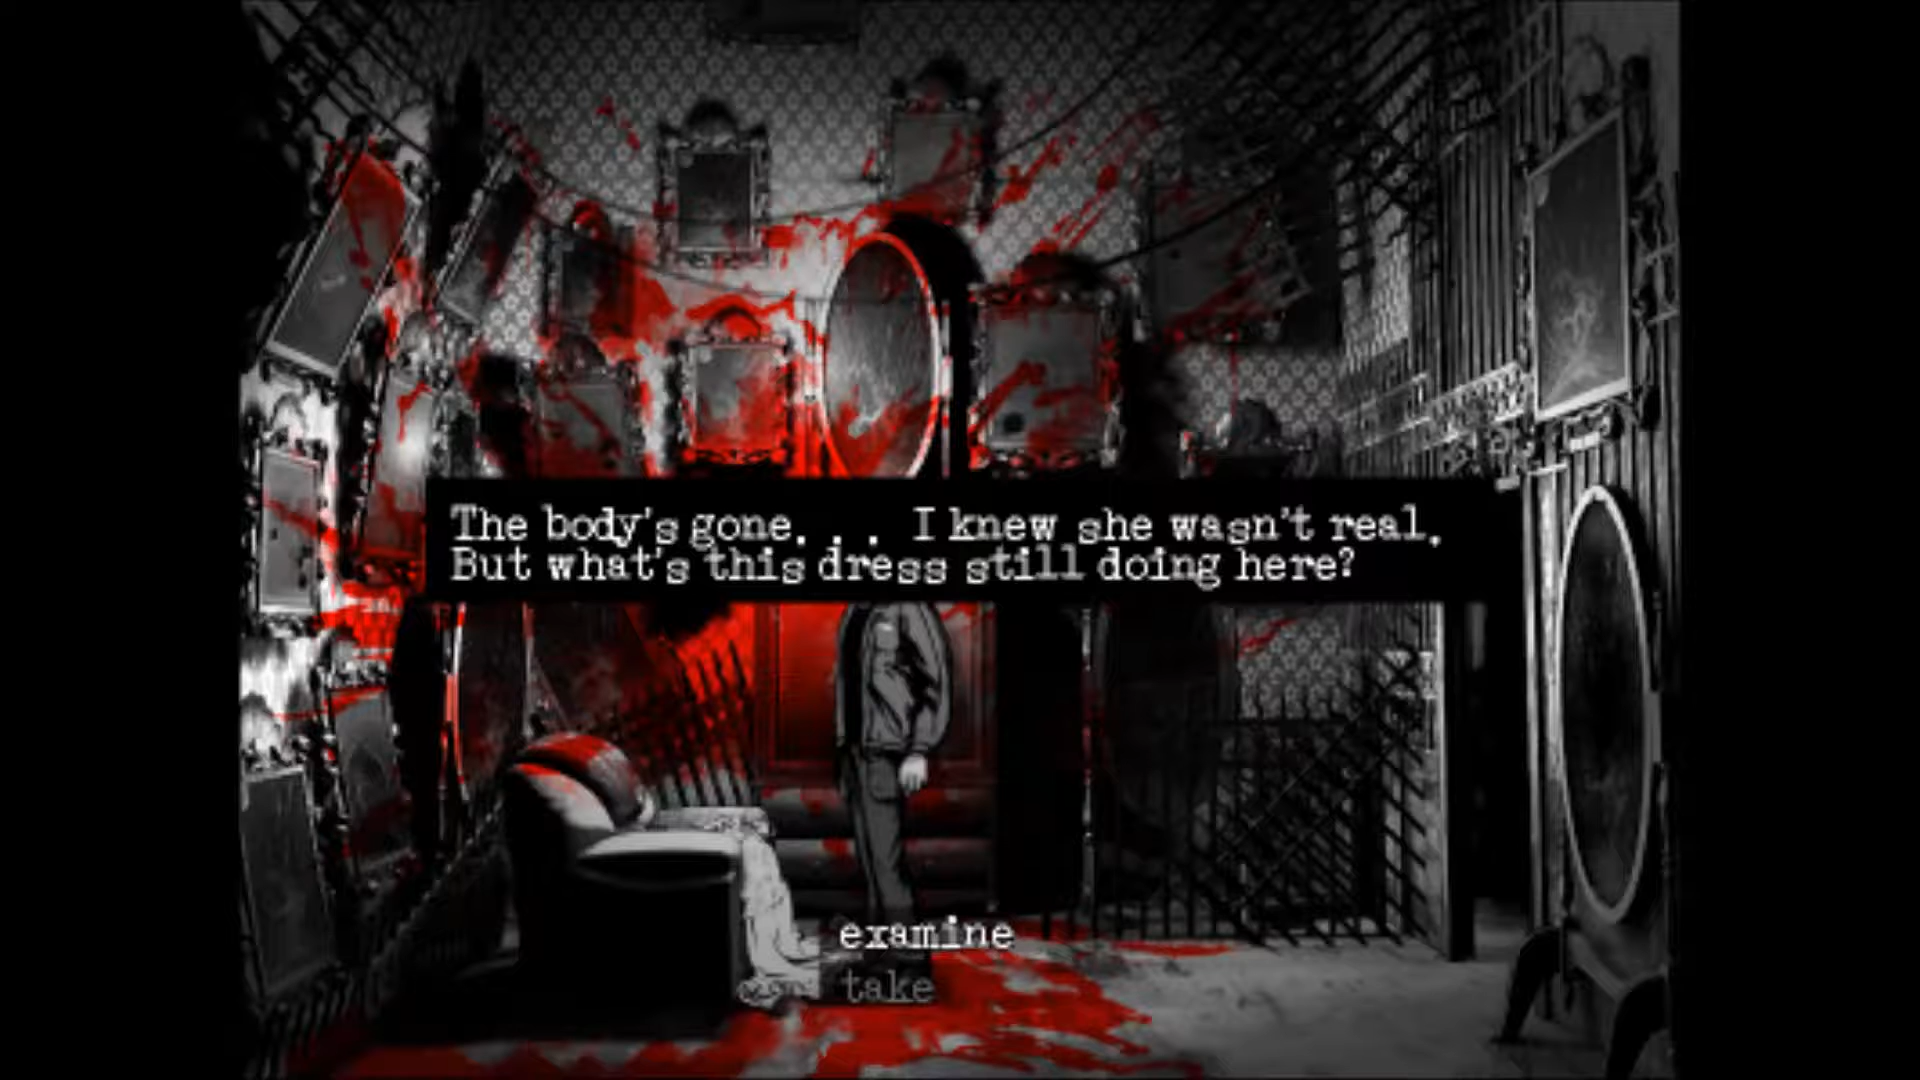 The body's gone. . . I knew she wasn't real.
But what's this dress still doing here?
examine
take